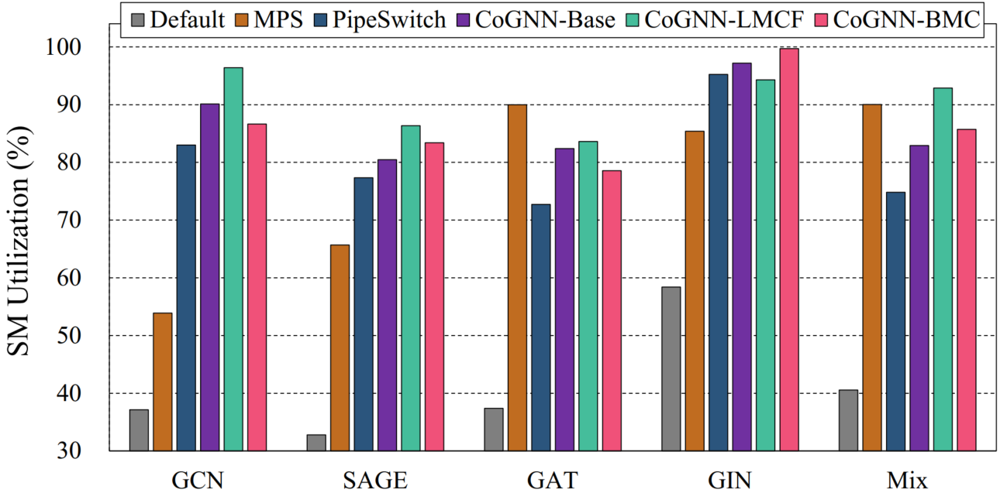 Default MPS PipeSwitch CoGNN-Base CoGNN-LMCF CoGNN-BMC
SM Utilization (%)
100
90
80
70
60
50
40
30
GCN SAGE GAT GIN Mix